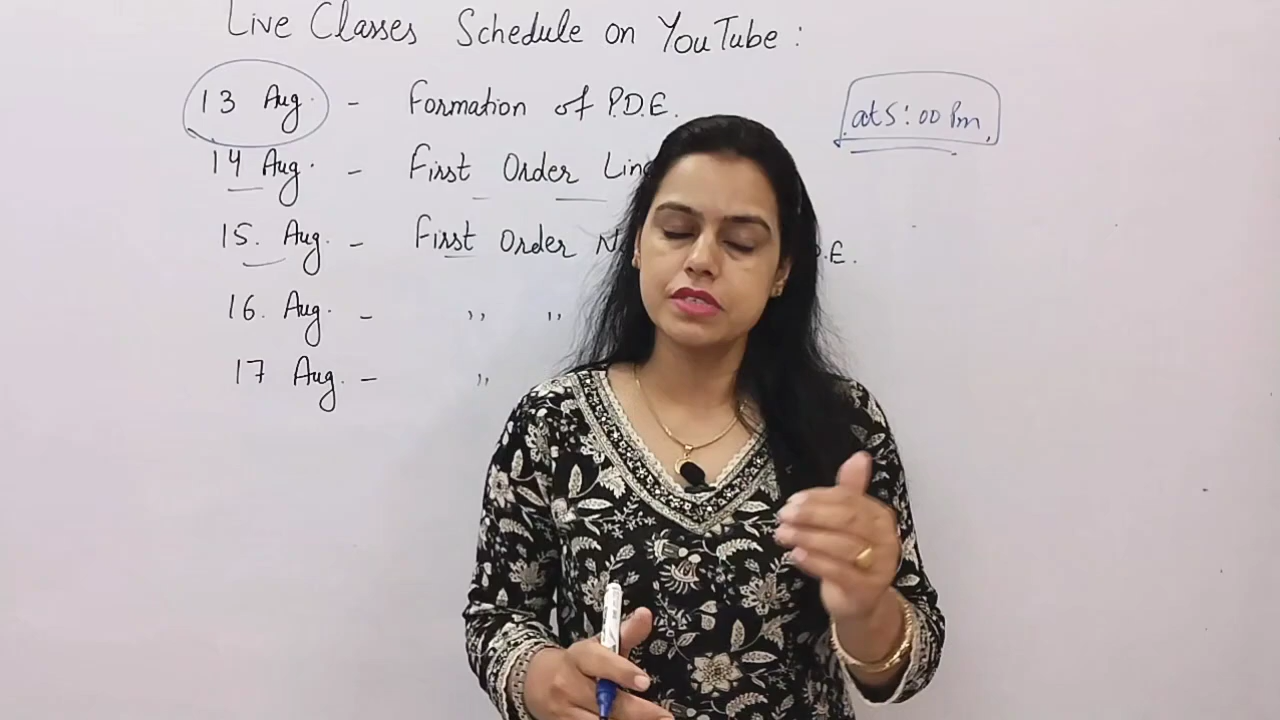 Live Classes Schedule on YouTube :
13 Aug. - Formation of P.D.E.
at 5:00 Pm
14 Aug. - First Order
15. Aug. - First Order
16. Aug. - ,, ,,
17 Aug. - ,,